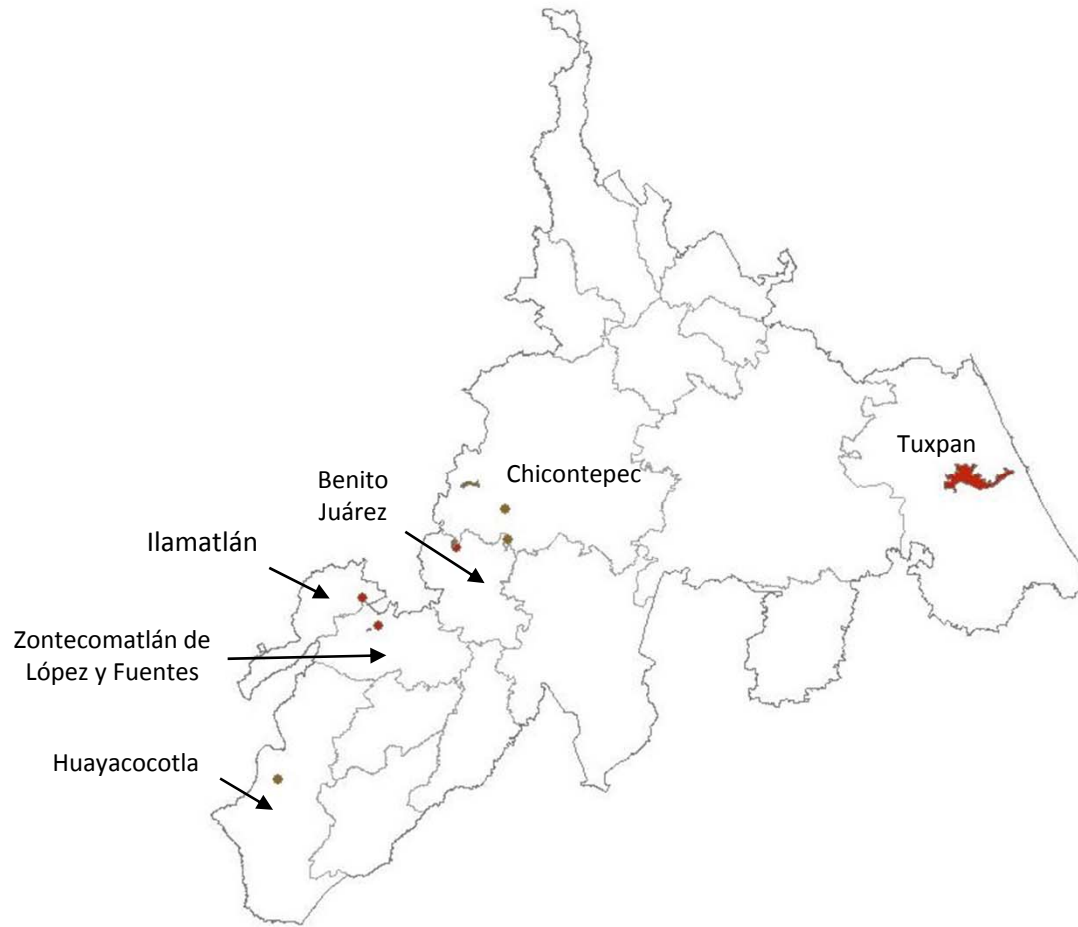 Tuxpan
Chicontepec
Benito
Juárez
Ilamatlán
Zontecomatlán de
López y Fuentes
Huayacocotla